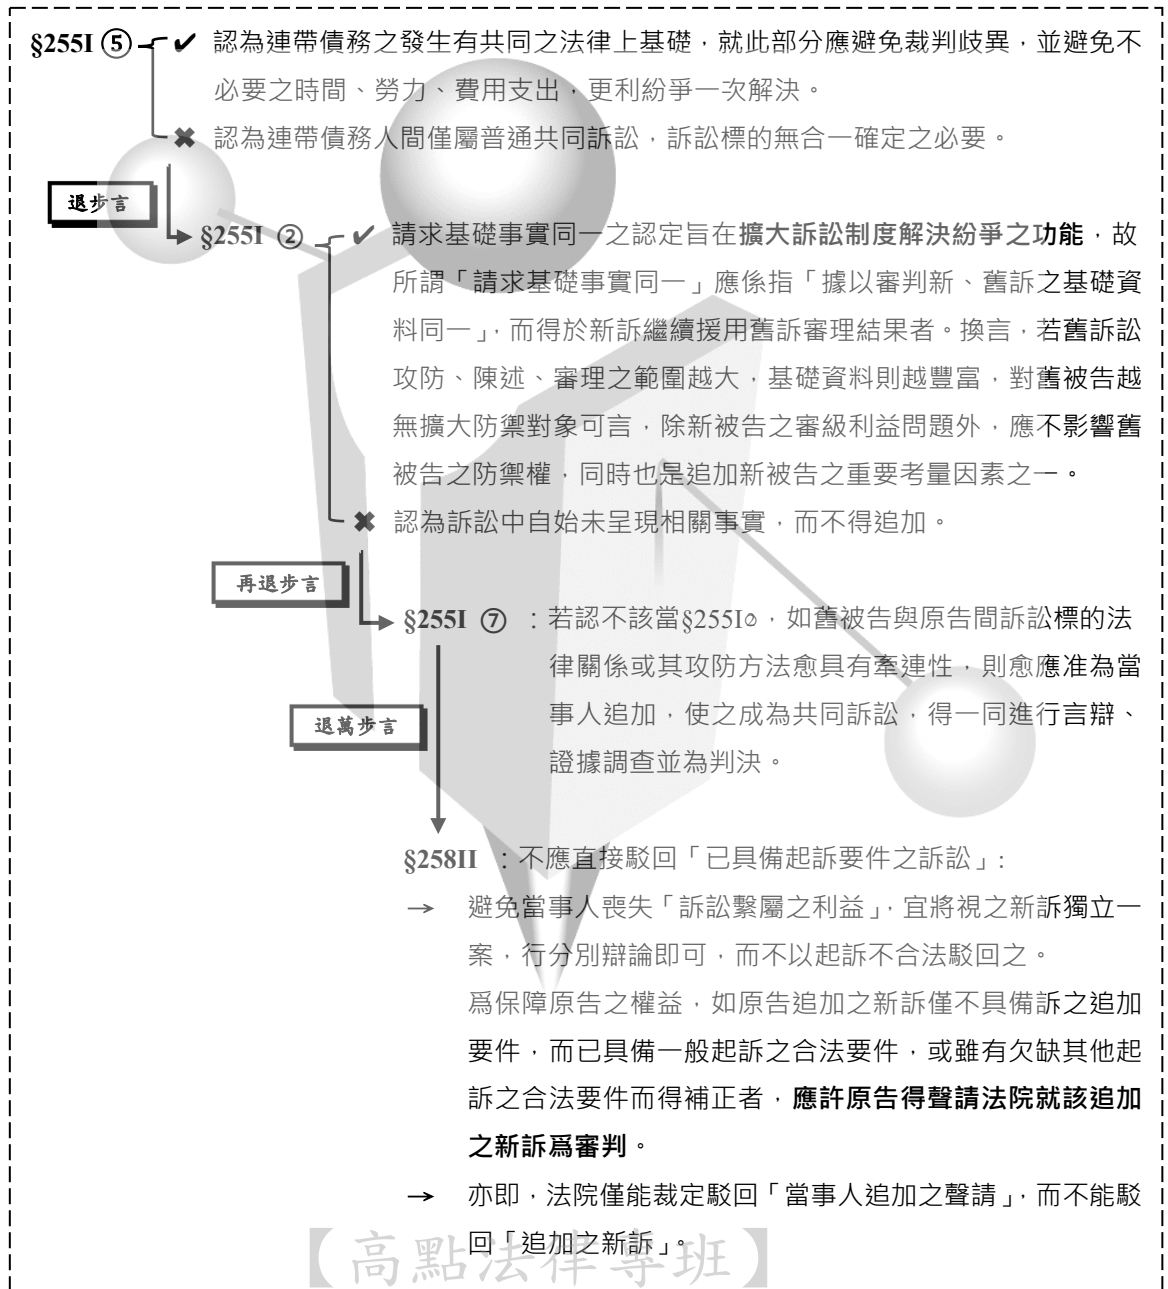 §255I ⑤ ✔ 認為連帶債務之發生有共同之法律上基礎，就此部分應避免裁判歧異，並避免不
必要之時間、勞力、費用支出，更利紛爭一次解決。
✖ 認為連帶債務人間僅屬普通共同訴訟，訴訟標的無合一確定之必要。
退步言
§255I ② ✔ 請求基礎事實同一之認定旨在擴大訴訟制度解決紛爭之功能，故
所謂「請求基礎事實同一」應係指「據以審判新、舊訴之基礎資
料同一」，而得於新訴繼續援用舊訴審理結果者。換言，若舊訴訟
攻防、陳述、審理之範圍越大，基礎資料則越豐富，對舊被告越
無擴大防禦對象可言，除新被告之審級利益問題外，應不影響舊
被告之防禦權，同時也是追加新被告之重要考量因素之一。
✖ 認為訴訟中自始未呈現相關事實，而不得追加。
再退步言
§255I ⑦ ：若認不該當§255I②，如舊被告與原告間訴訟標的法
律關係或其攻防方法愈具有牽連性，則愈應准為當
事人追加，使之成為共同訴訟，得一同進行言辯、
證據調查並為判決。
退萬步言
§258II ：不應直接駁回「已具備起訴要件之訴訟」：
→ 避免當事人喪失「訴訟繫屬之利益」，宜將視之新訴獨立一
案，行分別辯論即可，而不以起訴不合法駁回之。
爲保障原告之權益，如原告追加之新訴僅不具備訴之追加
要件，而已具備一般起訴之合法要件，或雖有欠缺其他起
訴之合法要件而得補正者，應許原告得聲請法院就該追加
之新訴爲審判。
→ 亦即，法院僅能裁定駁回「當事人追加之聲請」，而不能駁
回「追加之新訴」。
【高點法律專班】